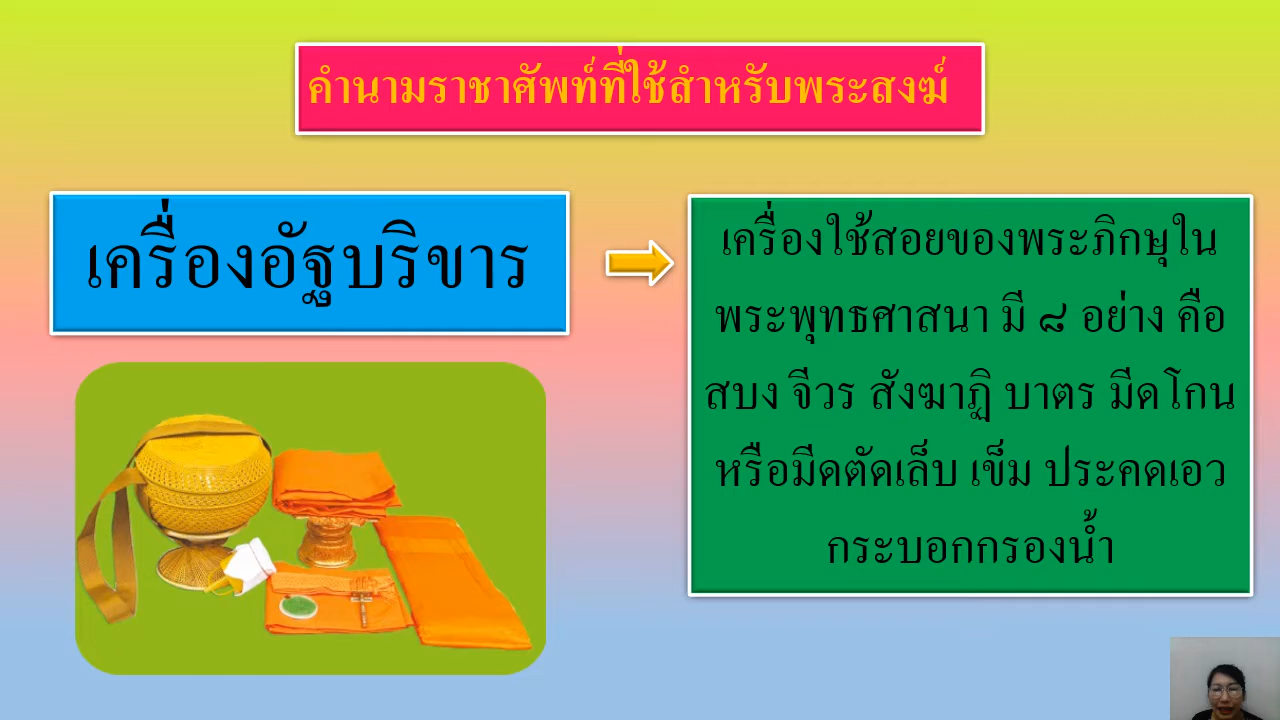 คำนามราชาศัพท์ที่ใช้สำหรับพระสงฆ์
เครื่องอัฐบริขาร
เครื่องใช้สอยของพระภิกษุใน
พระพุทธศาสนา มี ๘ อย่าง คือ
สบง จีวร สังฆาฏิ บาตร มีดโกน
หรือมีดตัดเล็บ เข็ม ประคดเอว
กระบอกกรองน้ำ